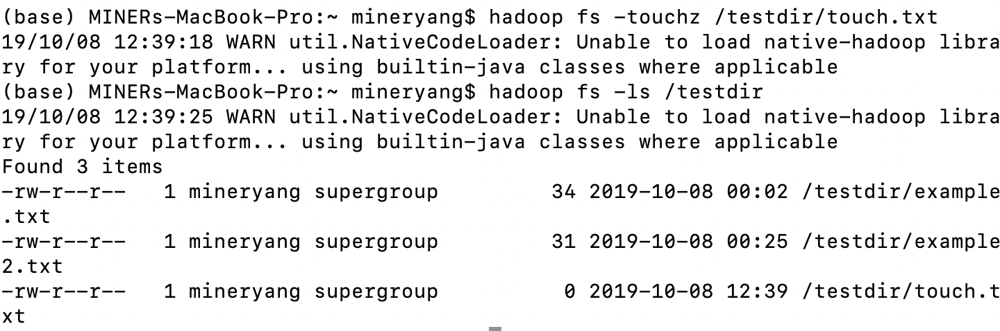 (base) MINERs-MacBook-Pro:~ mineryang$ hadoop fs -touchz /testdir/touch.txt
19/10/08 12:39:18 WARN util.NativeCodeLoader: Unable to load native-hadoop libra
ry for your platform... using builtin-java classes where applicable
(base) MINERs-MacBook-Pro:~ mineryang$ hadoop fs -ls /testdir
19/10/08 12:39:25 WARN util.NativeCodeLoader: Unable to load native-hadoop libra
ry for your platform... using builtin-java classes where applicable
Found 3 items
-rw-r--r--   1 mineryang supergroup         34 2019-10-08 00:02 /testdir/example
.txt
-rw-r--r--   1 mineryang supergroup         31 2019-10-08 00:25 /testdir/example
2.txt
-rw-r--r--   1 mineryang supergroup          0 2019-10-08 12:39 /testdir/touch.t
xt